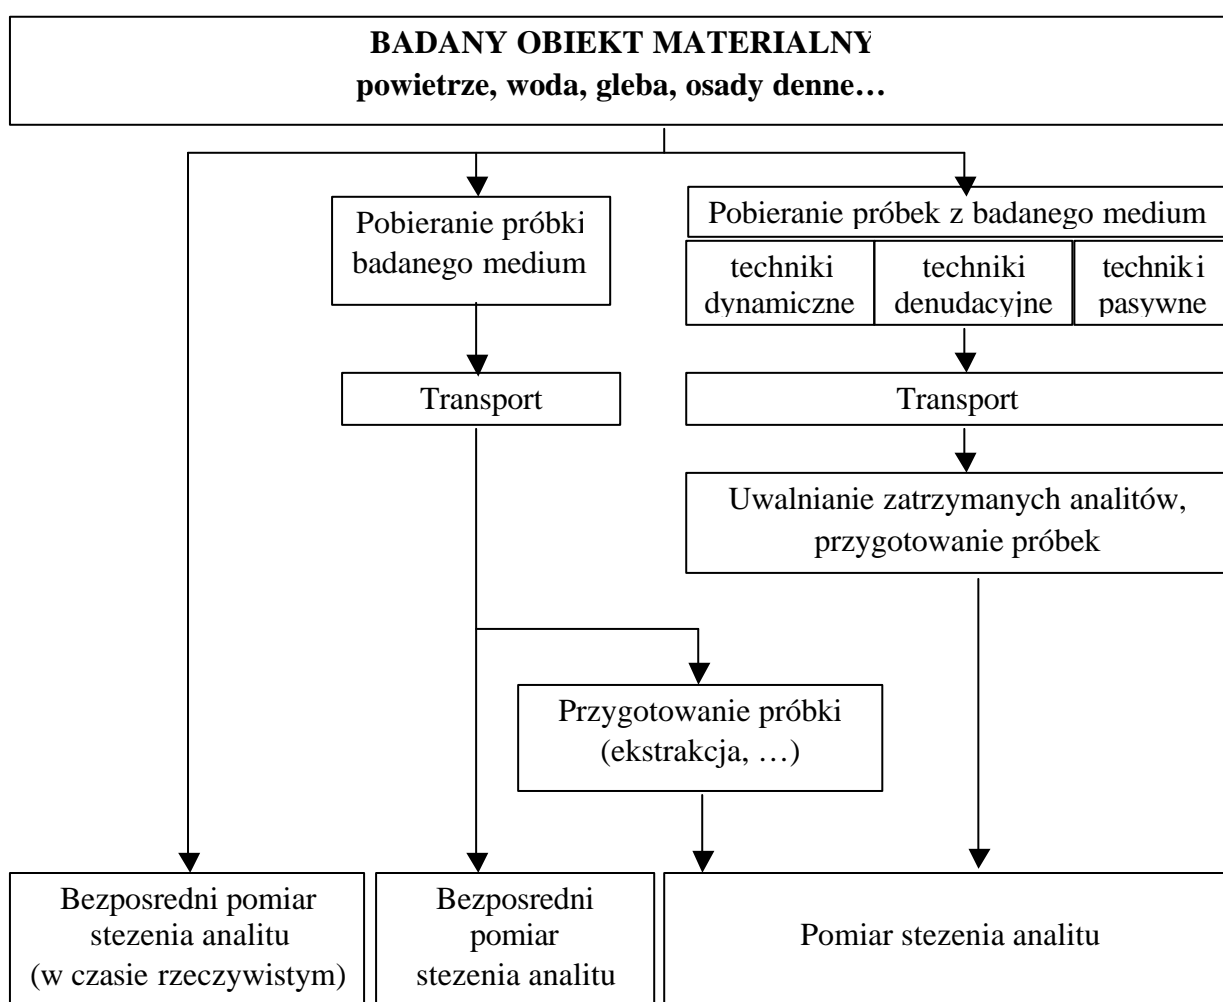 BADANY OBIEKT MATERIALNY
powietrze, woda, gleba, osady denne…
Pobieranie próbki
badanego medium
Pobieranie próbek z badanego medium
techniki
dynamiczne
techniki
denudacyjne
techniki
pasywne
Transport
Transport
Uwalnianie zatrzymanych analitów,
przygotowanie próbek
Przygotowanie próbki
(ekstrakcja, …)
Bezposredni pomiar
stezenia analitu
(w czasie rzeczywistym)
Bezposredni
pomiar
stezenia analitu
Pomiar stezenia analitu